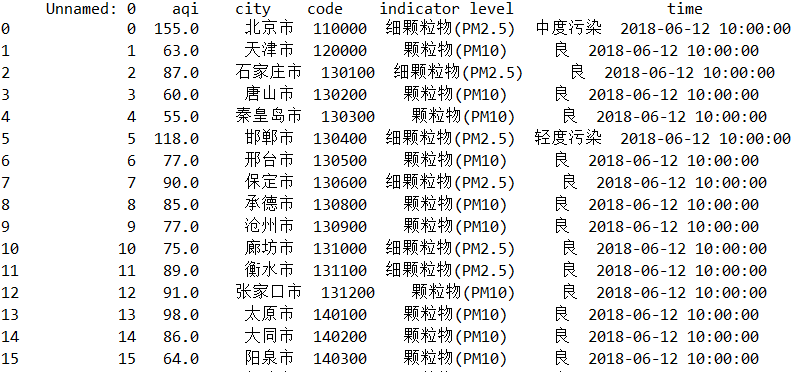 Unnamed: 0 aqi city code indicator level time
0 0 155.0 北京市 110000 细颗粒物(PM2.5) 中度污染 2018-06-12 10:00:00
1 1 63.0 天津市 120000 颗粒物(PM10) 良 2018-06-12 10:00:00
2 2 87.0 石家庄市 130100 细颗粒物(PM2.5) 良 2018-06-12 10:00:00
3 3 60.0 唐山市 130200 颗粒物(PM10) 良 2018-06-12 10:00:00
4 4 55.0 秦皇岛市 130300 颗粒物(PM10) 良 2018-06-12 10:00:00
5 5 118.0 邯郸市 130400 细颗粒物(PM2.5) 轻度污染 2018-06-12 10:00:00
6 6 77.0 邢台市 130500 颗粒物(PM10) 良 2018-06-12 10:00:00
7 7 90.0 保定市 130600 细颗粒物(PM2.5) 良 2018-06-12 10:00:00
8 8 85.0 承德市 130800 颗粒物(PM10) 良 2018-06-12 10:00:00
9 9 77.0 沧州市 130900 颗粒物(PM10) 良 2018-06-12 10:00:00
10 10 75.0 廊坊市 131000 细颗粒物(PM2.5) 良 2018-06-12 10:00:00
11 11 89.0 衡水市 131100 细颗粒物(PM2.5) 良 2018-06-12 10:00:00
12 12 91.0 张家口市 131200 颗粒物(PM10) 良 2018-06-12 10:00:00
13 13 98.0 太原市 140100 颗粒物(PM10) 良 2018-06-12 10:00:00
14 14 86.0 大同市 140200 颗粒物(PM10) 良 2018-06-12 10:00:00
15 15 64.0 阳泉市 140300 颗粒物(PM10) 良 2018-06-12 10:00:00